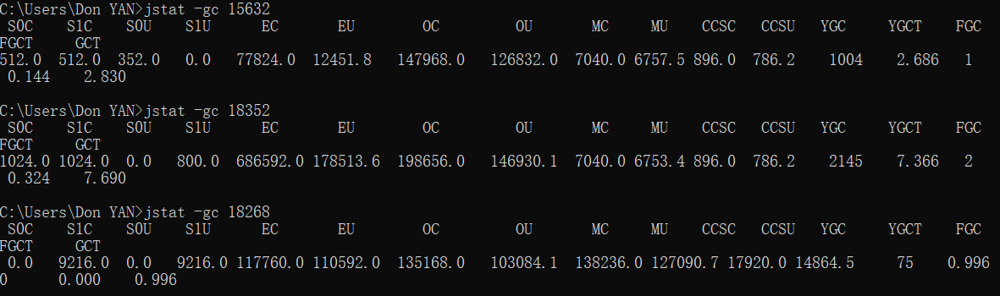 C:\Users\Don YAN>jstat -gc 15632
S0C S1C S0U S1U EC EU OC OU MC MU CCSC CCSU YGC YGCT FGC
FGCT GCT
512.0 512.0 352.0 0.0 77824.0 12451.8 147968.0 126832.0 7040.0 6757.5 896.0 786.2 1004 2.686 1
0.144 2.830
C:\Users\Don YAN>jstat -gc 18352
S0C S1C S0U S1U EC EU OC OU MC MU CCSC CCSU YGC YGCT FGC
FGCT GCT
1024.0 1024.0 0.0 800.0 686592.0 178513.6 198656.0 146930.1 7040.0 6753.4 896.0 786.2 2145 7.366 2
0.324 7.690
C:\Users\Don YAN>jstat -gc 18268
S0C S1C S0U S1U EC EU OC OU MC MU CCSC CCSU YGC YGCT FGC
FGCT GCT
0.0 9216.0 0.0 9216.0 117760.0 110592.0 135168.0 103084.1 138236.0 127090.7 17920.0 14864.5 75 0.996
0 0.000 0.996